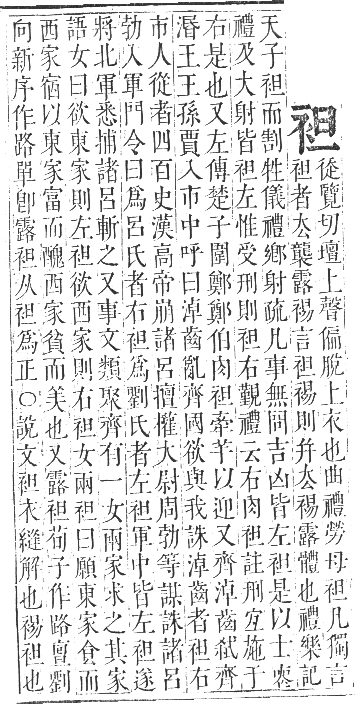 袒
徒覽切壇上聲偏脫上衣也曲禮勞毋袒凡獨言
袒者厺襲露裼言袒裼則幷厺裼露體也禮樂記
天子袒而割牲儀禮鄉射疏凡事無問吉凶皆左袒是以士喪
禮及大射皆袒左惟受刑則袒右覲禮云右肉袒註刑宜施于
右是也又左傳楚子圍鄭鄭伯肉袒牽羊以迎又齊淖齒弑齊
湣王王孫賈入市中呼曰淖齒亂齊國欲與我誅淖齒者袒右
市人從者四百史漢高帝崩諸呂擅權大尉周勃等謀誅諸呂
勃入軍門令曰爲呂氏者右袒爲劉氏者左袒軍中皆左袒遂
將北軍悉捕諸呂斬之又事文類聚齊有一女兩家求之其家
語女曰欲東家則左袒欲西家則右袒女兩袒曰願東家食而
西家宿以東家富而醜西家貧而美也又露袒荀子作路亶劉
向新序作路單卽露袒从袒爲正○說文袒衣縫解也裼袒也